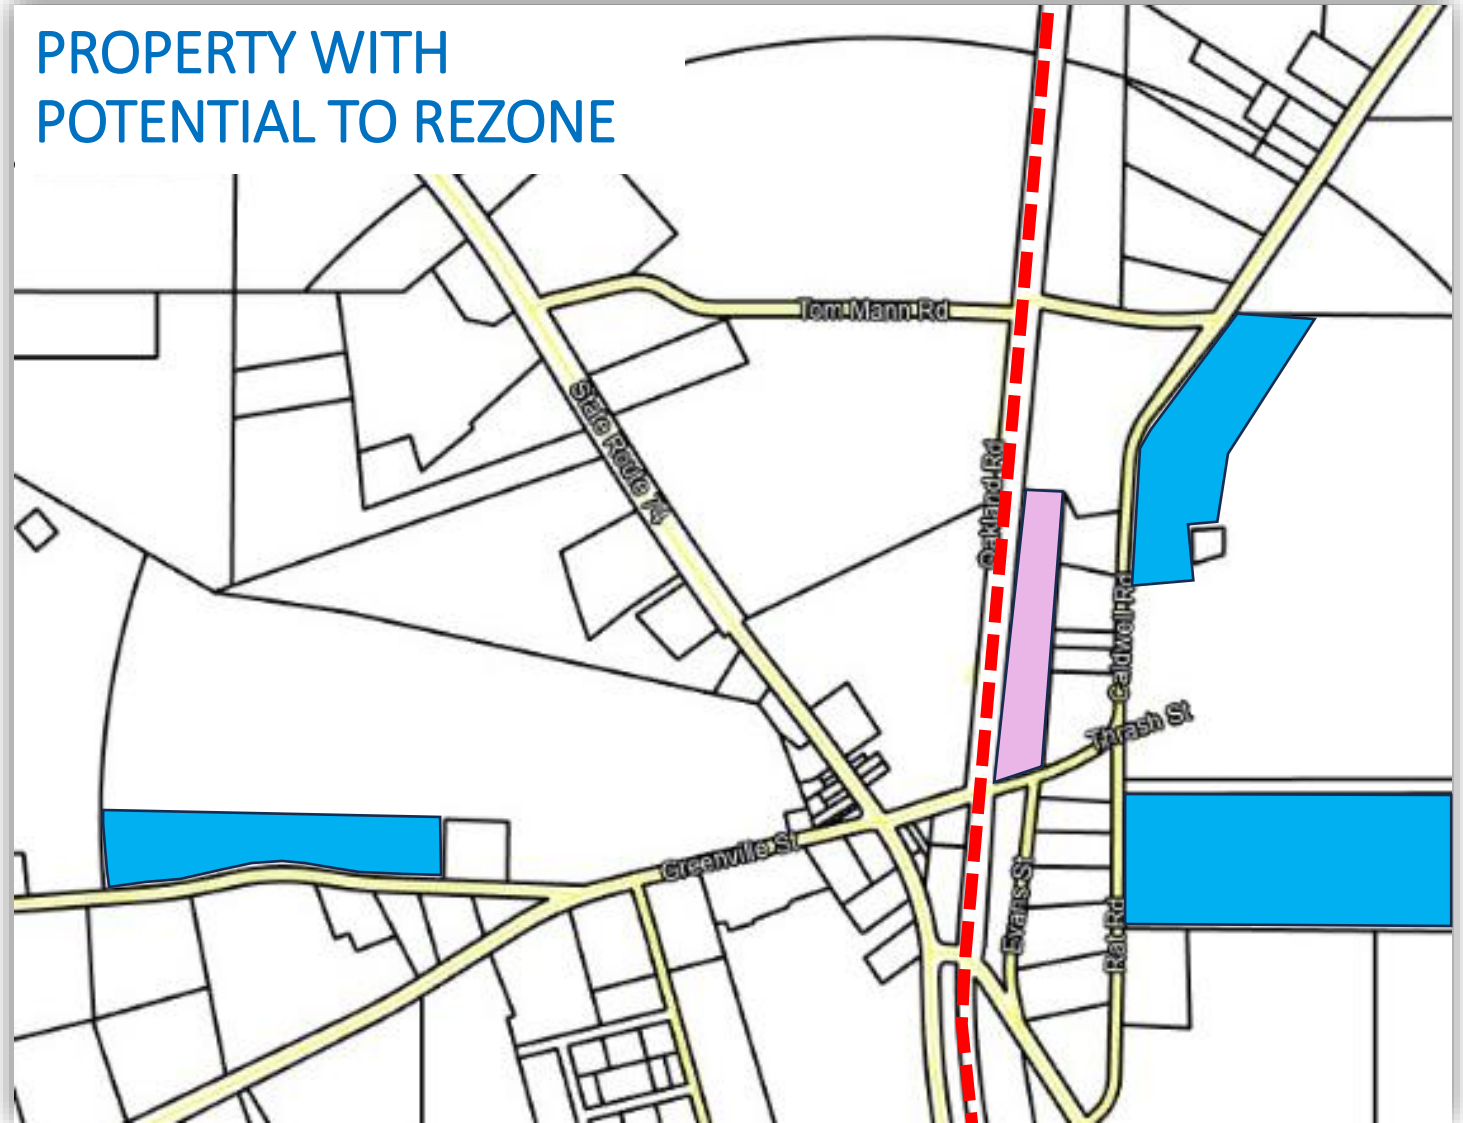 PROPERTY WITH
POTENTIAL TO REZONE
Tom Mann Rd
State Route 74
Oakland Rd
Caldwell Rd
Thrash St
Greenville St
Evans St
Rat Rd